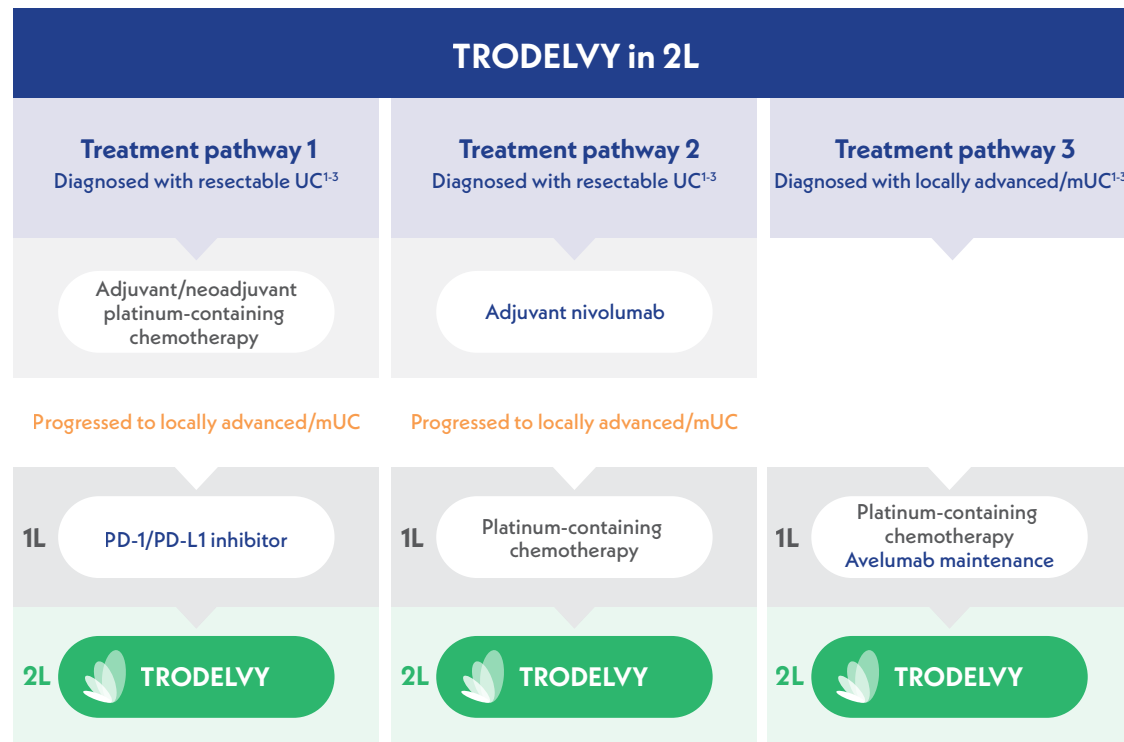 TRODELVY in 2L
Treatment pathway 1
Diagnosed with resectable UC1-3
Adjuvant/neoadjuvant
platinum-containing
chemotherapy
Progressed to locally advanced/mUC
1L
PD-1/PD-L1 inhibitor
2L
TRODELVY
Treatment pathway 2
Diagnosed with resectable UC1-3
Adjuvant nivolumab
Progressed to locally advanced/mUC
1L
Platinum-containing
chemotherapy
2L
TRODELVY
Treatment pathway 3
Diagnosed with locally advanced/mUC1-3
1L
Platinum-containing
chemotherapy
Avelumab maintenance
2L
TRODELVY